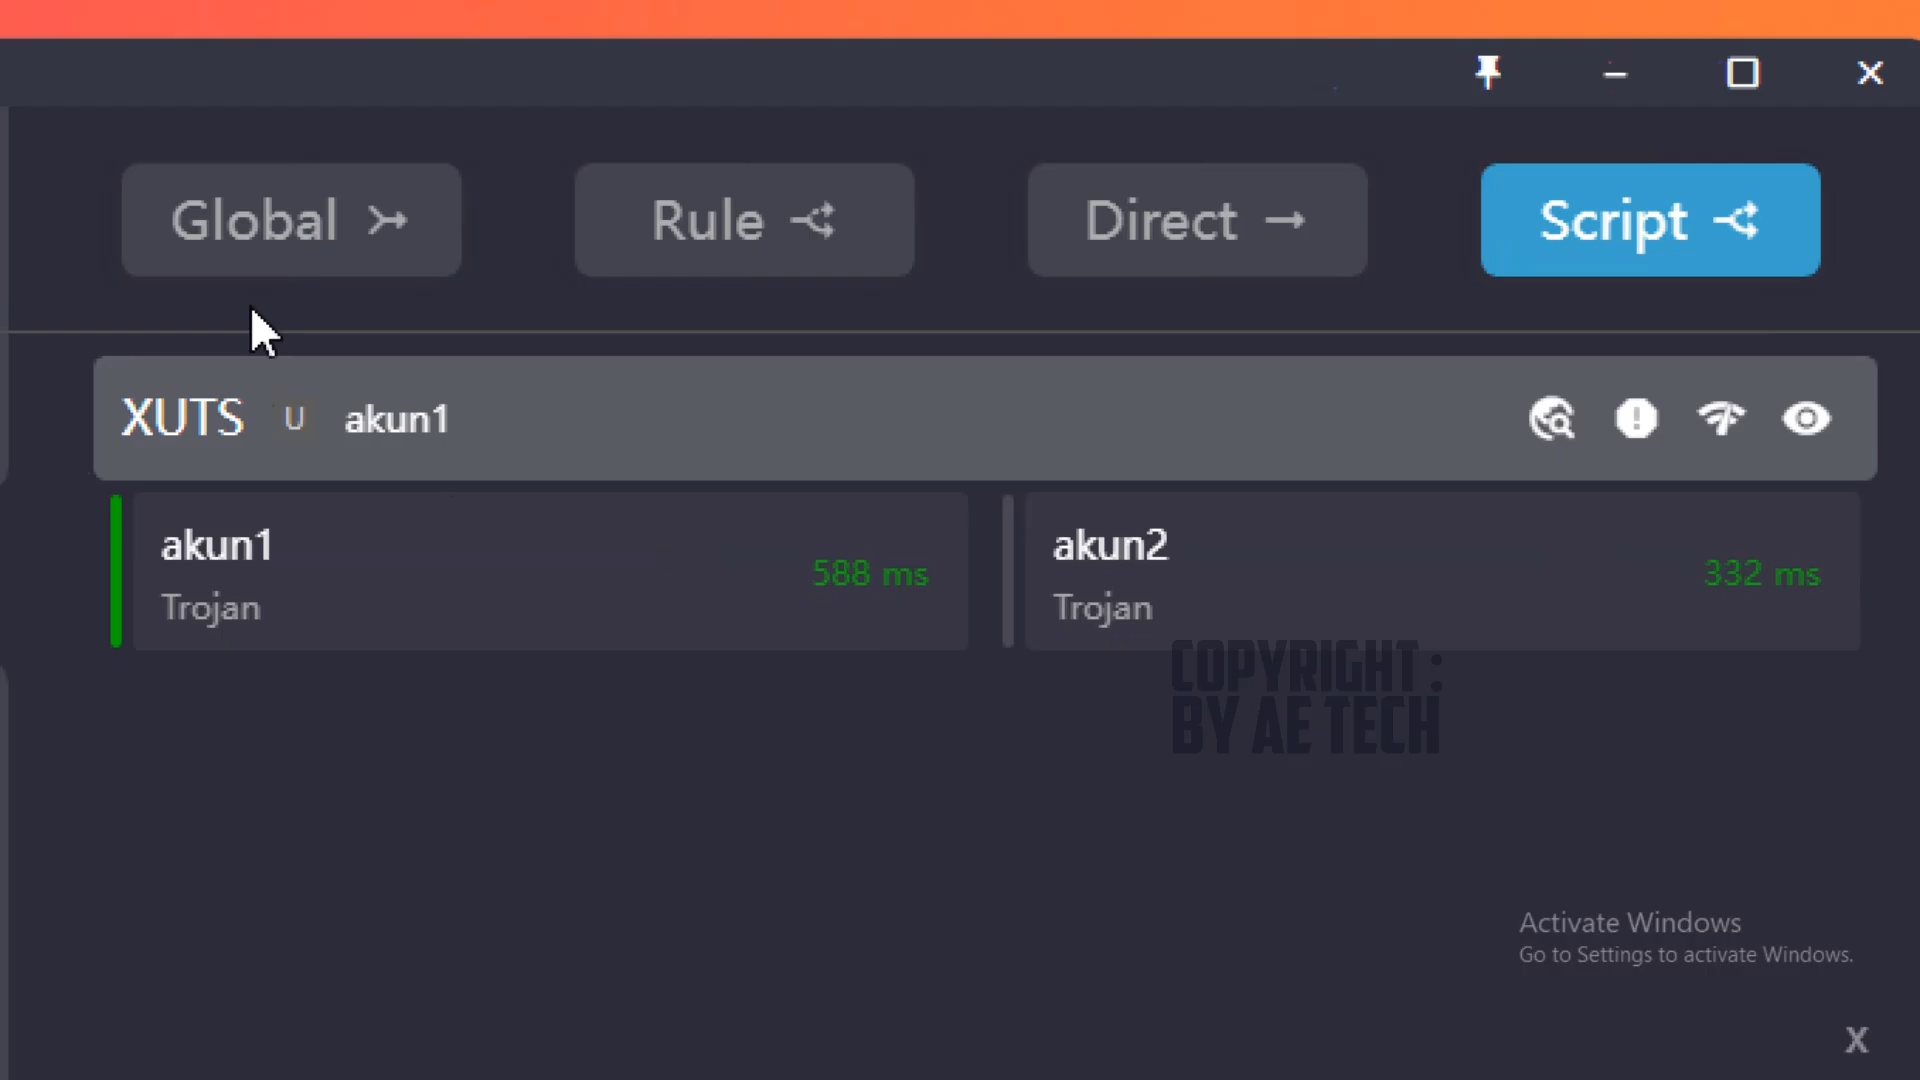 Global
Rule
Direct
Script
XUTS U akun1
akun1
588 ms
Trojan
akun2
332 ms
Trojan
COPYRIGHT :
BY AE TECH
Activate Windows
Go to Settings to activate Windows.
X